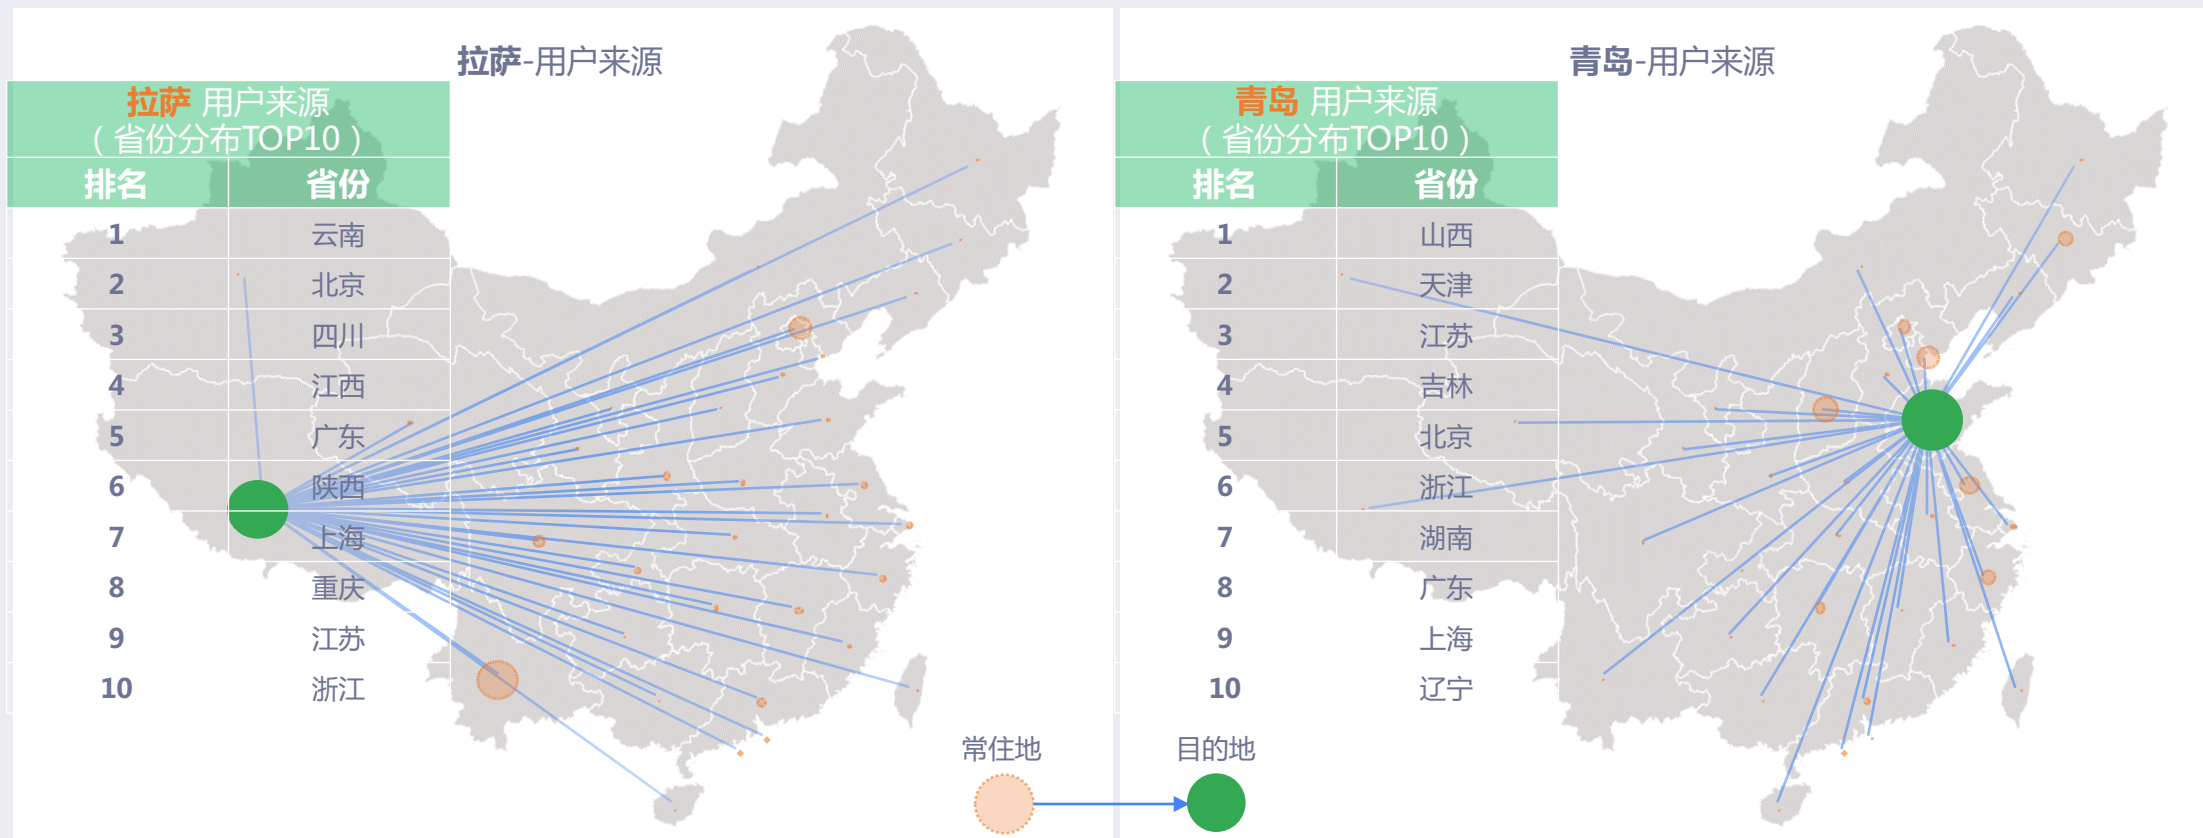 拉萨-用户来源
拉萨 用户来源
（省份分布TOP10）
排名 省份
1 云南
2 北京
3 四川
4 江西
5 广东
6 陕西
7 上海
8 重庆
9 江苏
10 浙江
青岛-用户来源
青岛 用户来源
（省份分布TOP10）
排名 省份
1 山西
2 天津
3 江苏
4 吉林
5 北京
6 浙江
7 湖南
8 广东
9 上海
10 辽宁
常住地 目的地